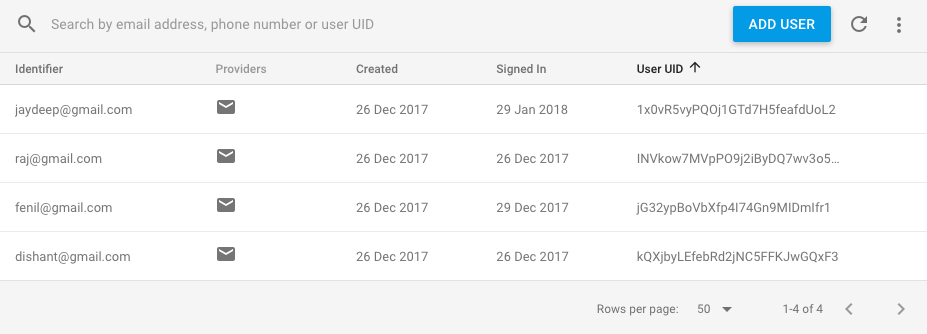 Search by email address, phone number or user UID ADD USER
Identifier Providers Created Signed In User UID
jaydeep@gmail.com 26 Dec 2017 29 Jan 2018 1x0vR5vyPQOj1GTd7H5feafdUoL2
raj@gmail.com 26 Dec 2017 26 Dec 2017 INVkow7MVpPO9j2iByDQ7wv3o5…
fenil@gmail.com 26 Dec 2017 29 Dec 2017 jG32ypBoVbXfp4I74Gn9MIDmIfr1
dishant@gmail.com 26 Dec 2017 26 Dec 2017 kQXjbyLEfebRd2jNC5FFKJwGQxF3
Rows per page: 50 1-4 of 4